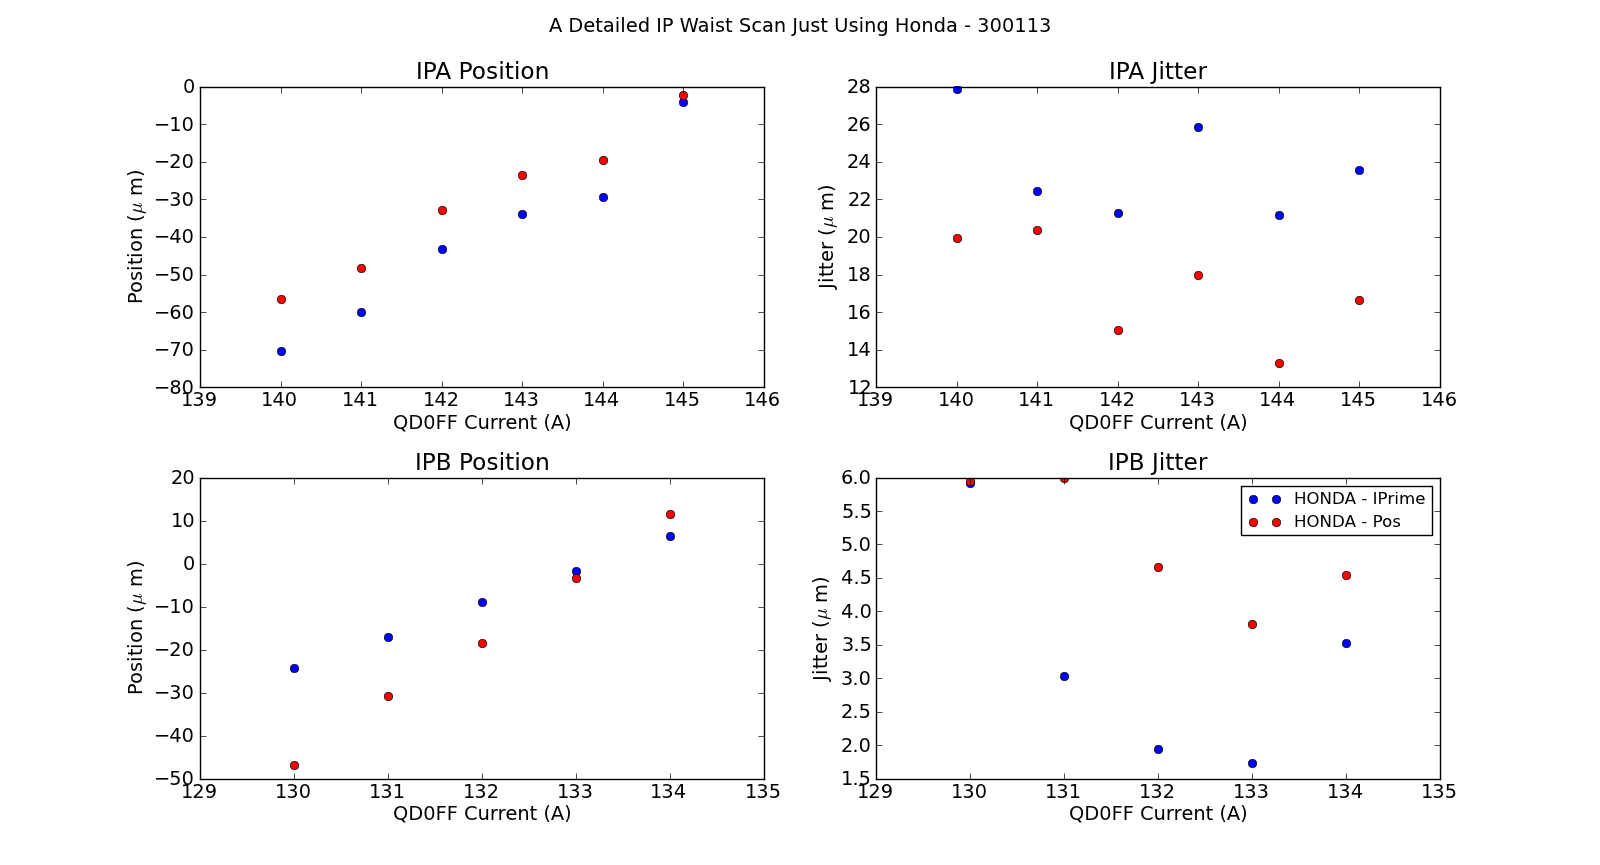 A Detailed IP Waist Scan Just Using Honda - 300113
IPA Position
0
−10
−20
−30
−40
−50
−60
−70
−80
Position (μ m)
139 140 141 142 143 144 145 146
QD0FF Current (A)
IPA Jitter
28
26
24
22
20
18
16
14
12
Jitter (μ m)
139 140 141 142 143 144 145 146
QD0FF Current (A)
IPB Position
20
10
0
−10
−20
−30
−40
−50
Position (μ m)
129 130 131 132 133 134 135
QD0FF Current (A)
IPB Jitter
6.0
5.5
5.0
4.5
4.0
3.5
3.0
2.5
2.0
1.5
Jitter (μ m)
HONDA - IPrime
HONDA - Pos
129 130 131 132 133 134 135
QD0FF Current (A)